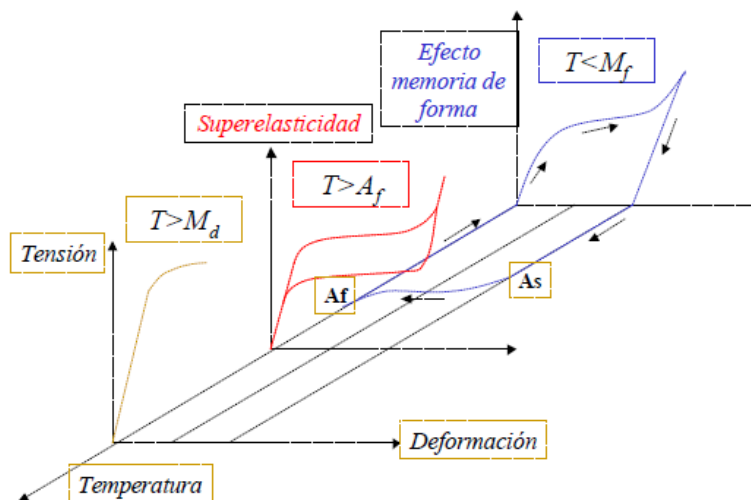 Efecto
memoria de
forma
T<Mf
Superelasticidad
T>Af
T>Md
Tensión
Af
As
Deformación
Temperatura